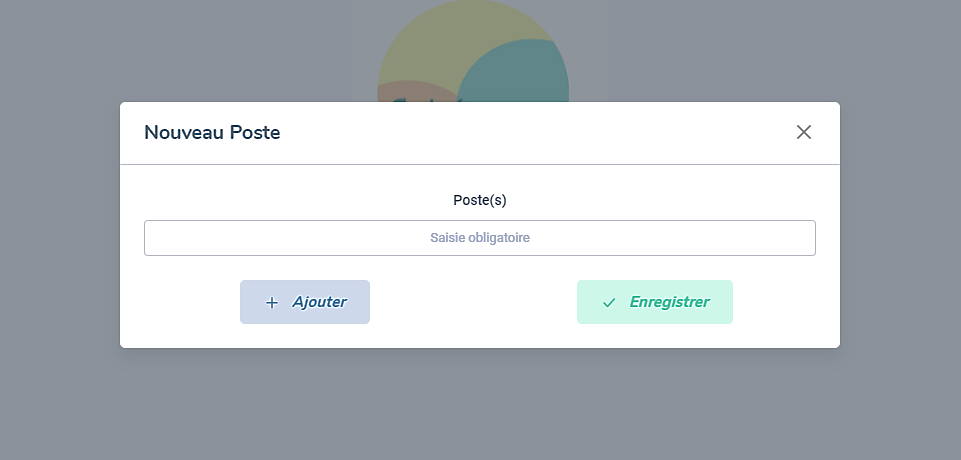 Nouveau Poste
Poste(s)
Saisie obligatoire
Ajouter
Enregistrer